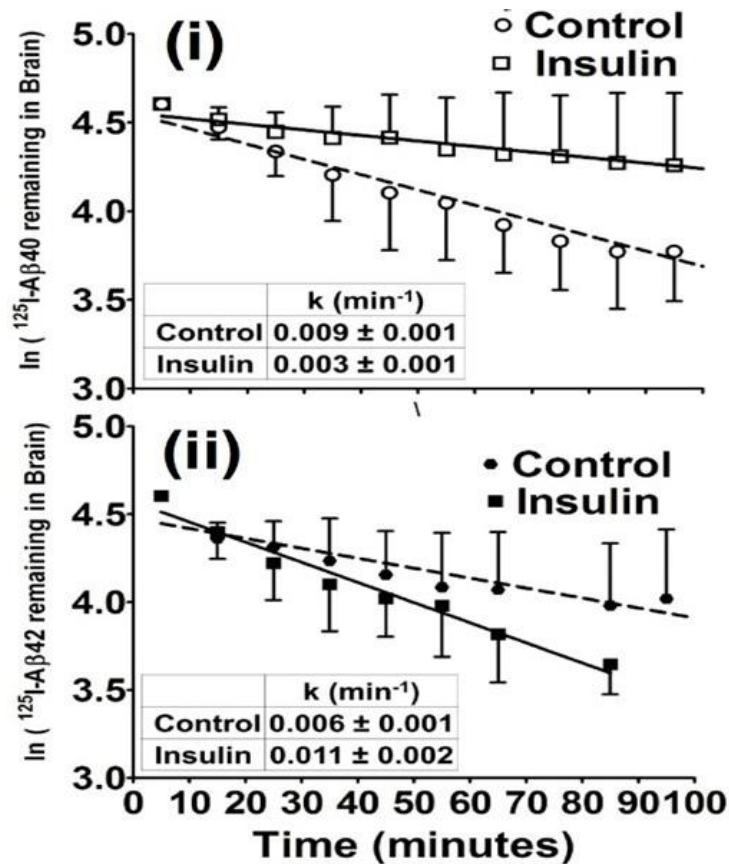 5.0
(i)
Control
Insulin
4.5
4.0
3.5
3.0
ln ( ¹²⁵I-Aβ40 remaining in Brain)
k (min⁻¹)
Control 0.009 ± 0.001
Insulin 0.003 ± 0.001
\
5.0
(ii)
Control
Insulin
4.5
4.0
3.5
3.0
ln ( ¹²⁵I-Aβ42 remaining in Brain)
k (min⁻¹)
Control 0.006 ± 0.001
Insulin 0.011 ± 0.002
0 10 20 30 40 50 60 70 80 90 100
Time (minutes)